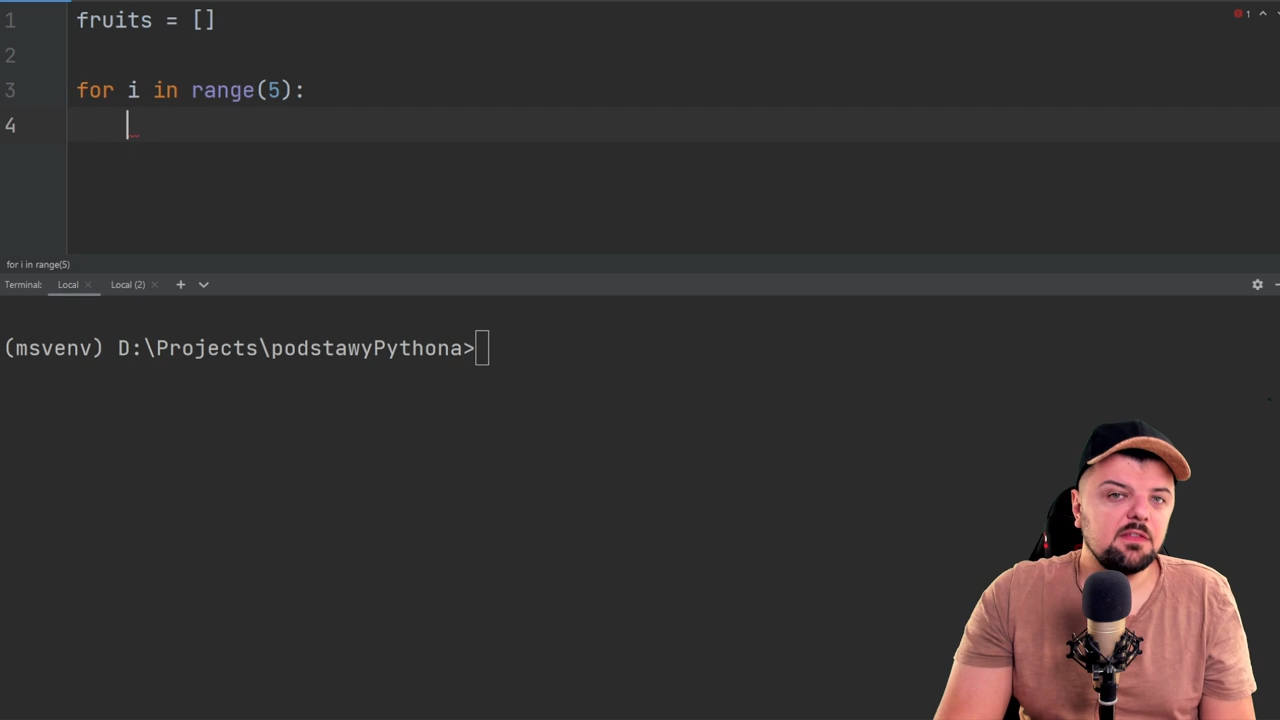 1 fruits = []
2
3 for i in range(5):
4
1
for i in range(5)
Terminal: Local × Local (2) × +
(msvenv) D:\Projects\podstawyPythona>